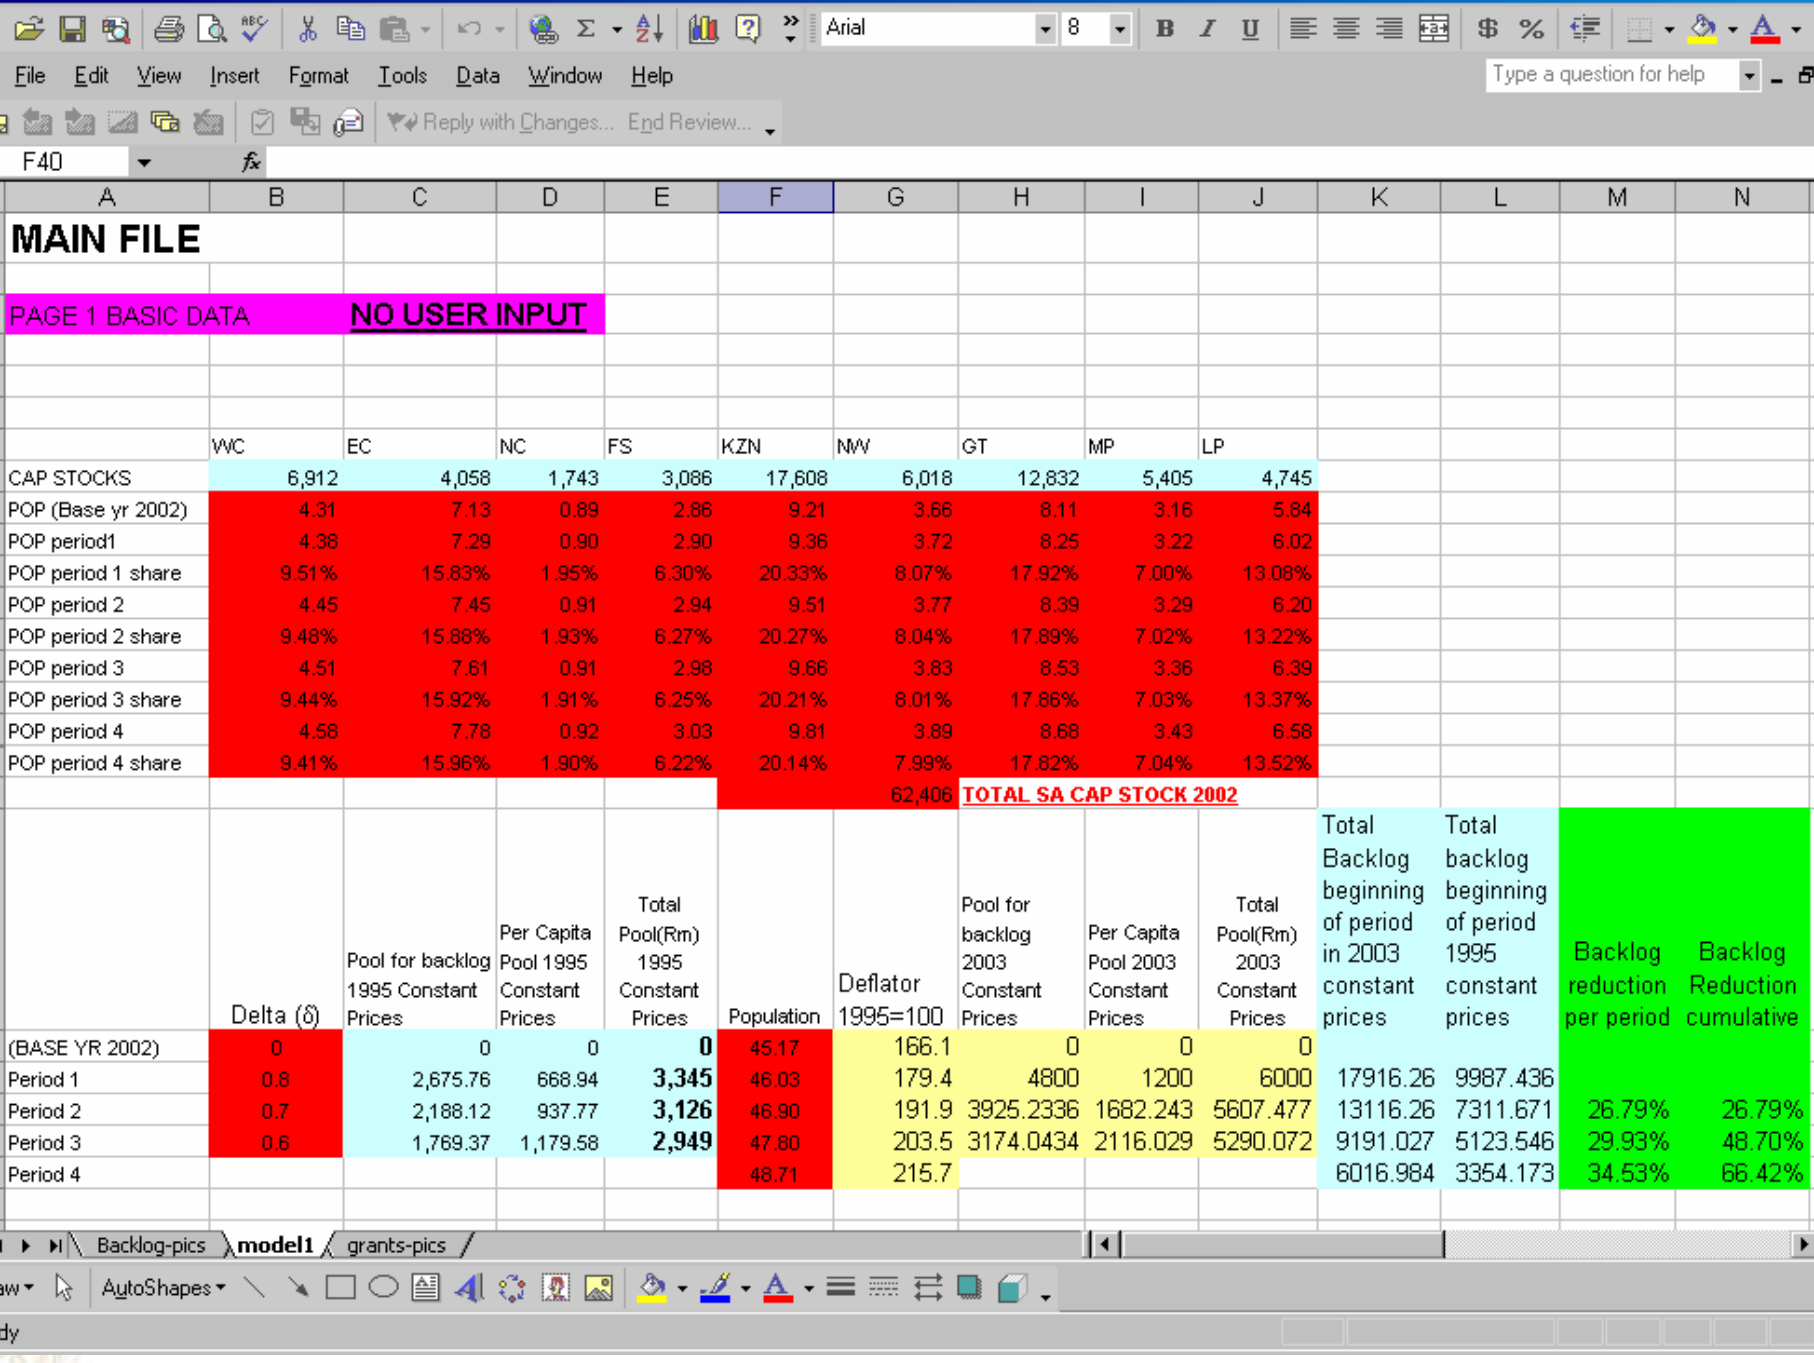 ABC Σ A Z Arial 8 B I U $ % A
File Edit View Insert Format Tools Data Window Help Type a question for help
Reply with Changes... End Review...
F40 fx
A B C D E F G H I J K L M N
MAIN FILE
PAGE 1 BASIC DATA NO USER INPUT
WC EC NC FS KZN NW GT MP LP
CAP STOCKS 6,912 4,058 1,743 3,086 17,608 6,018 12,832 5,405 4,745
POP (Base yr 2002) 4.31 7.13 0.89 2.86 9.21 3.66 8.11 3.16 5.84
POP period1 4.38 7.29 0.90 2.90 9.36 3.72 8.25 3.22 6.02
POP period 1 share 9.51% 15.83% 1.95% 6.30% 20.33% 8.07% 17.92% 7.00% 13.08%
POP period 2 4.45 7.45 0.91 2.94 9.51 3.77 8.39 3.29 6.20
POP period 2 share 9.48% 15.88% 1.93% 6.27% 20.27% 8.04% 17.89% 7.02% 13.22%
POP period 3 4.51 7.61 0.91 2.98 9.66 3.83 8.53 3.36 6.39
POP period 3 share 9.44% 15.92% 1.91% 6.25% 20.21% 8.01% 17.86% 7.03% 13.37%
POP period 4 4.58 7.78 0.92 3.03 9.81 3.89 8.68 3.43 6.58
POP period 4 share 9.41% 15.96% 1.90% 6.22% 20.14% 7.99% 17.82% 7.04% 13.52%
62,406 TOTAL SA CAP STOCK 2002
Delta (δ)
Pool for backlog
1995 Constant
Prices
Per Capita
Pool 1995
Constant
Prices
Total
Pool(Rm)
1995
Constant
Prices
Population
Deflator
1995=100
Pool for
backlog
2003
Constant
Prices
Per Capita
Pool 2003
Constant
Prices
Total
Pool(Rm)
2003
Constant
Prices
Total
Backlog
beginning
of period
in 2003
constant
prices
Total
backlog
beginning
of period
1995
constant
prices
Backlog
reduction
per period
Backlog
Reduction
cumulative
(BASE YR 2002) 0 0 0 0 45.17 166.1 0 0 0
Period 1 0.8 2,675.76 668.94 3,345 46.03 179.4 4800 1200 6000 17916.26 9987.436
Period 2 0.7 2,188.12 937.77 3,126 46.90 191.9 3925.2336 1682.243 5607.477 13116.26 7311.671 26.79% 26.79%
Period 3 0.6 1,769.37 1,179.58 2,949 47.80 203.5 3174.0434 2116.029 5290.072 9191.027 5123.546 29.93% 48.70%
Period 4 48.71 215.7 6016.984 3354.173 34.53% 66.42%
Backlog-pics model1 grants-pics
aw AutoShapes A A
dy